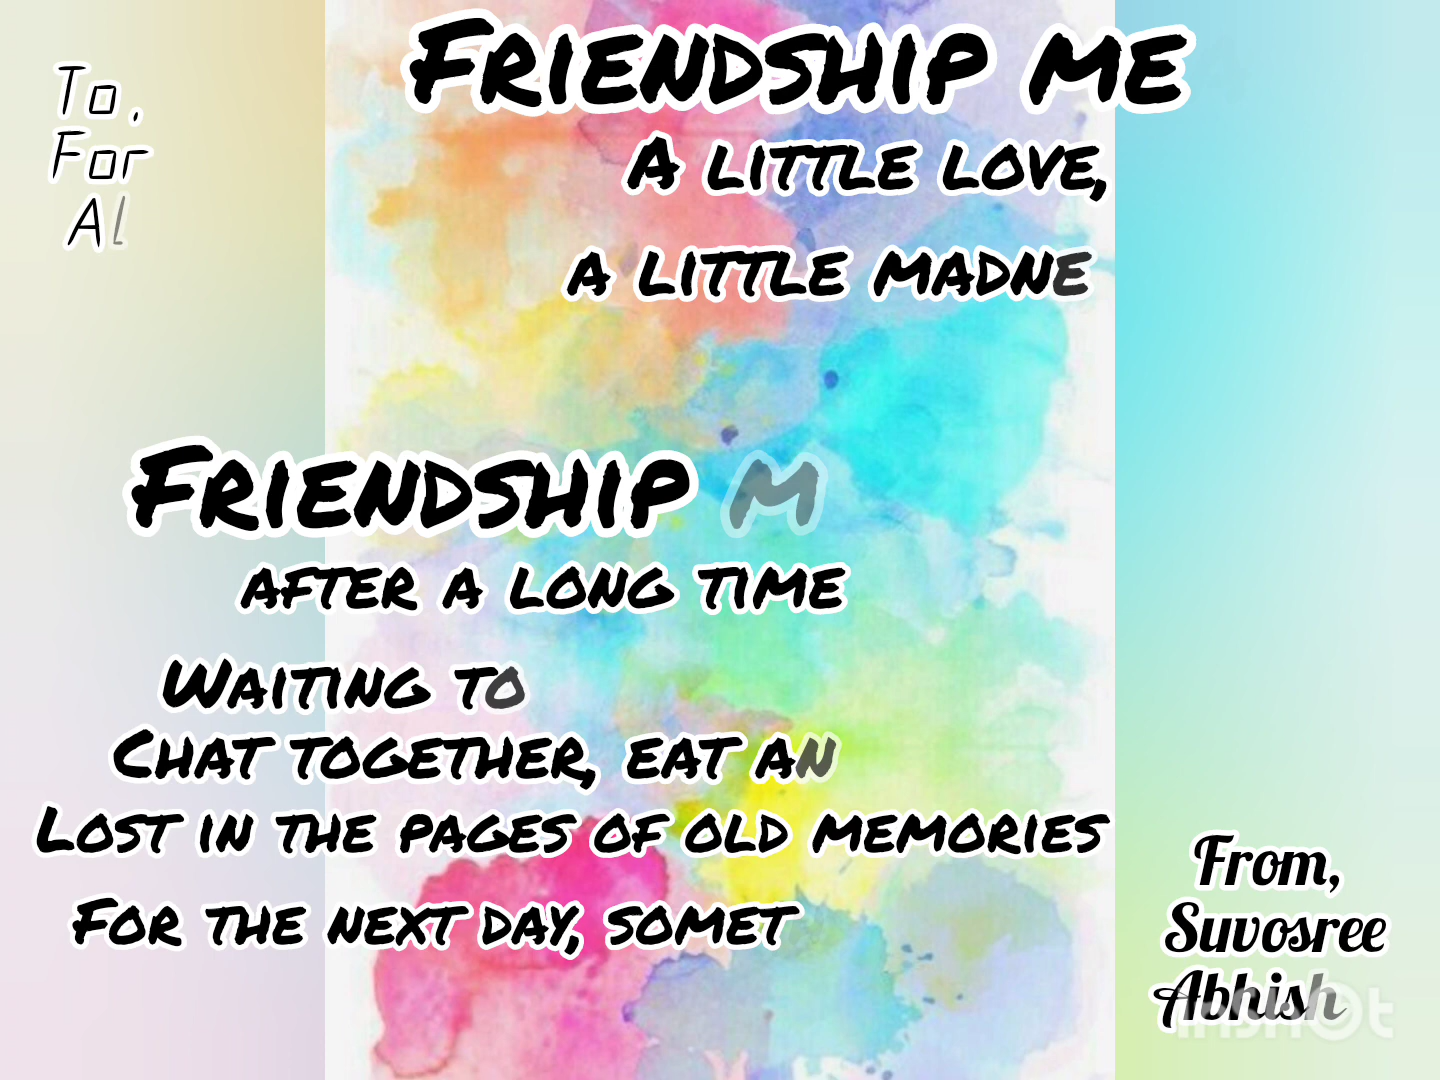 To,
For
Al
Friendship me
A little love,
a little madne
Friendship m
after a long time
Waiting to
Chat together, eat an
Lost in the pages of old memories
For the next day, somet
From,
Suvosree
Abhish
InShOt